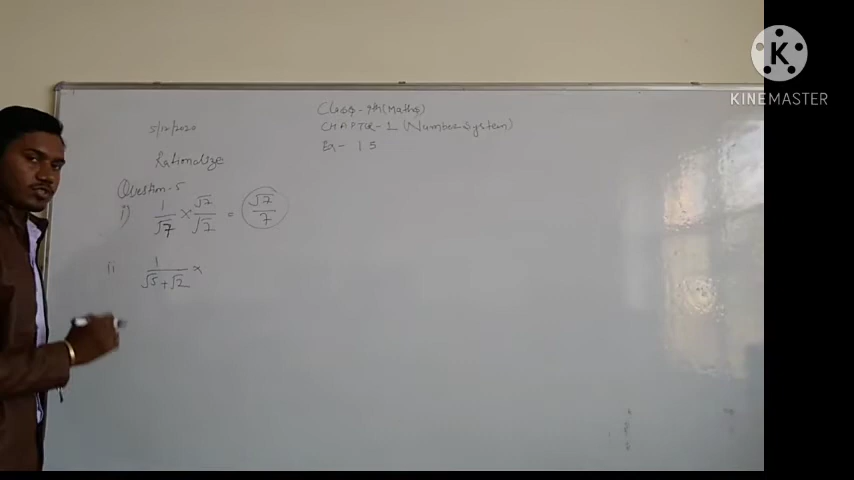 Class-9th(Maths)
5/12/2020
CHAPTER-1 (Number System)
Ex- 1.5
Rationalize
Question-5
i) 1/√7 × √7/√7 = √7/7
ii 1/√5+√2 ×
K
KINEMASTER